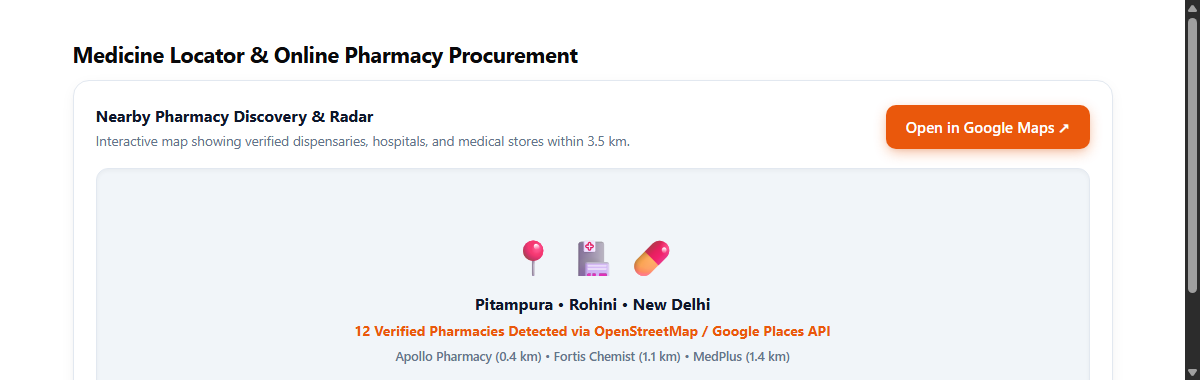 Medicine Locator & Online Pharmacy Procurement
Nearby Pharmacy Discovery & Radar
Interactive map showing verified dispensaries, hospitals, and medical stores within 3.5 km.
Open in Google Maps ↗
Pitampura • Rohini • New Delhi
12 Verified Pharmacies Detected via OpenStreetMap / Google Places API
Apollo Pharmacy (0.4 km) • Fortis Chemist (1.1 km) • MedPlus (1.4 km)